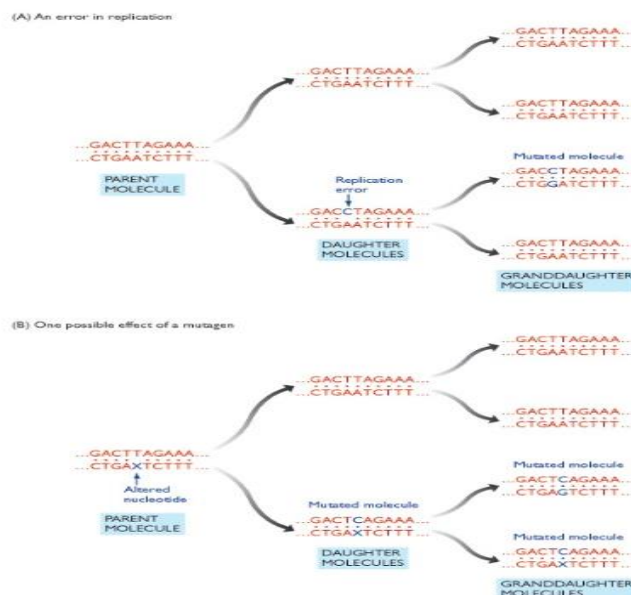 (A) An error in replication
...GACTTAGAAA...
...CTGAATCTTT...
...GACTTAGAAA...
...CTGAATCTTT...
...GACTTAGAAA...
...CTGAATCTTT...
...GACTTAGAAA...
...CTGAATCTTT...
PARENT
MOLECULE
Replication
error
...GACCTAGAAA...
...CTGAATCTTT...
DAUGHTER
MOLECULES
Mutated molecule
...GACCTAGAAA...
...CTGGATCTTT...
...GACTTAGAAA...
...CTGAATCTTT...
GRANDDAUGHTER
MOLECULES
(B) One possible effect of a mutagen
...GACTTAGAAA...
...CTGAATCTTT...
...GACTTAGAAA...
...CTGAATCTTT...
...GACTTAGAAA...
...CTGAATCTTT...
...GACTTAGAAA...
...CTGAXTCTTT...
Altered
nucleotide
PARENT
MOLECULE
Mutated molecule
...GACTCAGAAA...
...CTGAXTCTTT...
DAUGHTER
MOLECULES
Mutated molecule
...GACTCAGAAA...
...CTGAGTCTTT...
Mutated molecule
...GACTCAGAAA...
...CTGAXTCTTT...
GRANDDAUGHTER
MOLECULES